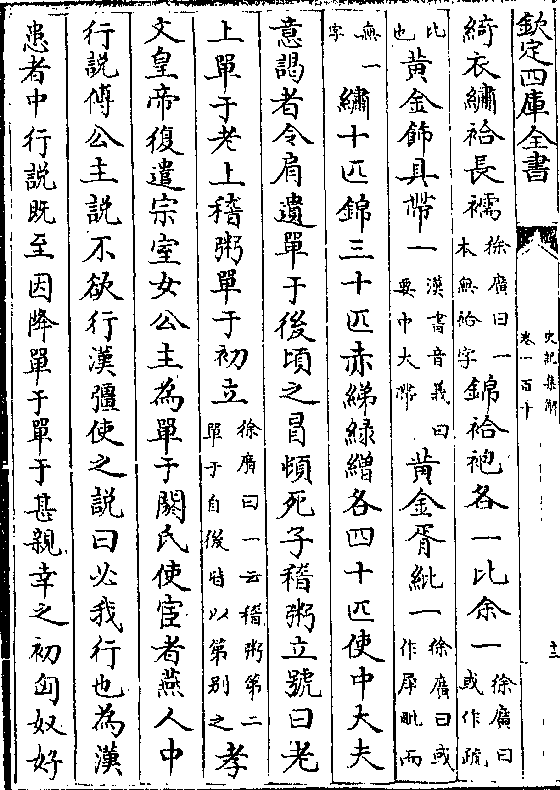 欽定四庫全書
史記集解
卷一百十
綺衣繡袷長襦徐廣曰一本無袷字錦袷袍各一比余一徐廣曰或作疏
比也黃金飾具帶一漢書音義曰要中大帶黃金胥紕一徐廣曰或作犀毗而
無一字繡十匹錦三十匹赤綈緑繒各四十匹使中大夫
意謁者令肩遺單于後頃之冒頓死子稽粥立號曰老
上單于老上稽粥單于初立徐廣曰一云稽粥第二單于自後皆以第别之孝
文皇帝復遣宗室女公主為單于閼氏使宦者燕人中
行説傅公主説不欲行漢彊使之説曰必我行也為漢
患者中行説既至因降單于單于甚親幸之初匈奴好